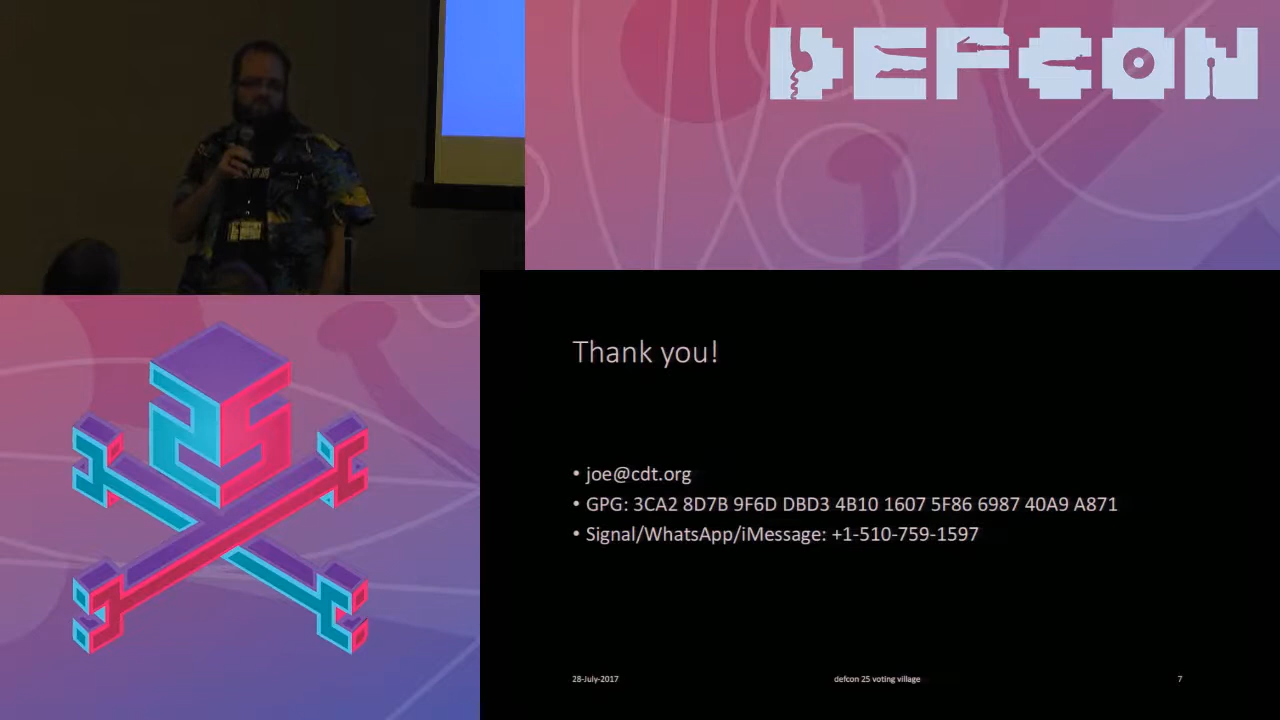 DEFCON
Thank you!
• joe@cdt.org
• GPG: 3CA2 8D7B 9F6D DBD3 4B10 1607 5F86 6987 40A9 A871
• Signal/WhatsApp/iMessage: +1-510-759-1597
28-July-2017
defcon 25 voting village
7